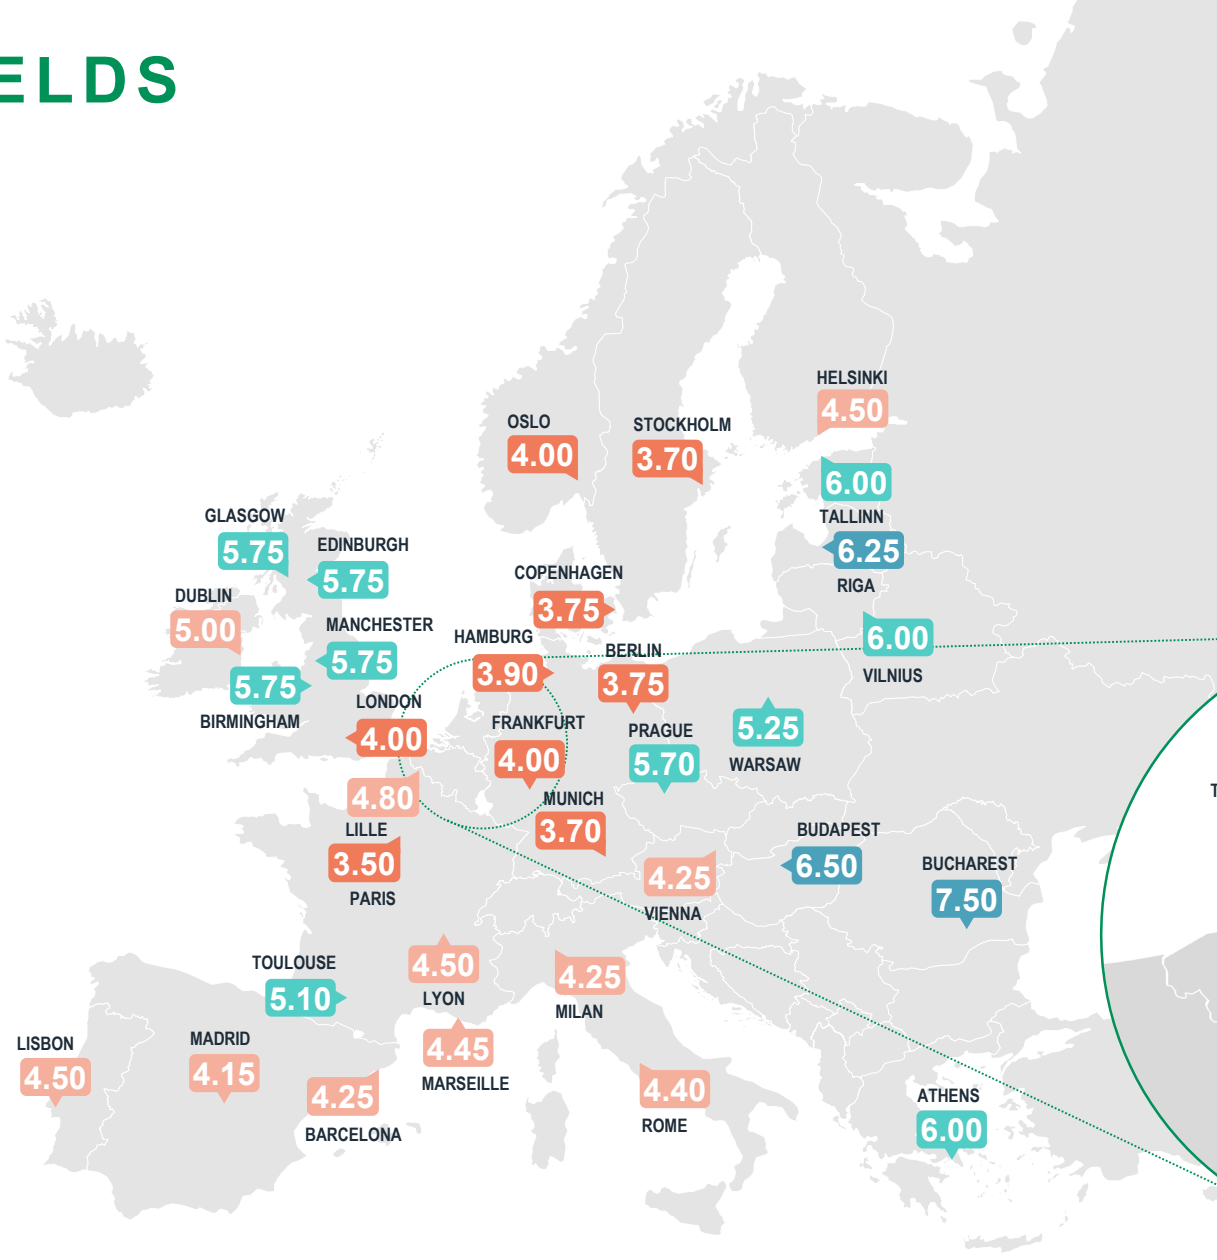 ELDS
HELSINKI
4.50
OSLO
4.00
STOCKHOLM
3.70
6.00
TALLINN
6.25
RIGA
GLASGOW
5.75
EDINBURGH
5.75
COPENHAGEN
3.75
DUBLIN
5.00
MANCHESTER
5.75
HAMBURG
3.90
BERLIN
3.75
6.00
VILNIUS
5.75
BIRMINGHAM
LONDON
4.00
FRANKFURT
4.00
PRAGUE
5.70
5.25
WARSAW
4.80
LILLE
MUNICH
3.70
T
BUDAPEST
6.50
3.50
PARIS
4.25
VIENNA
BUCHAREST
7.50
TOULOUSE
5.10
4.50
LYON
4.25
MILAN
LISBON
4.50
MADRID
4.15
4.45
MARSEILLE
4.25
BARCELONA
4.40
ROME
ATHENS
6.00